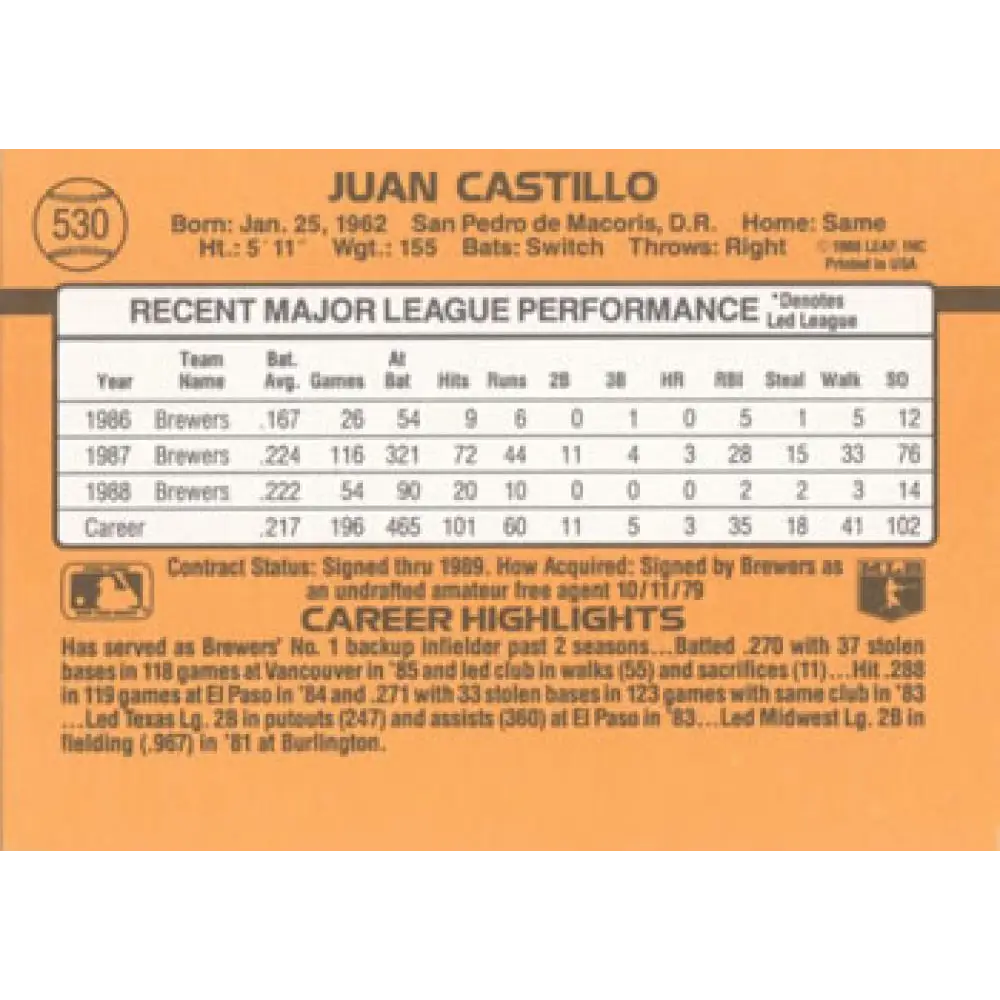 530
JUAN CASTILLO
Born: Jan. 25, 1962 San Pedro de Macoris, D.R. Home: Same
Ht.: 5´ 11¨ Wgt.: 155 Bats: Switch Throws: Right © 1988 LEAF, INC
Printed in USA
RECENT MAJOR LEAGUE PERFORMANCE *Denotes
Led League
Team Bat. At
Year Name Avg. Games Bat Hits Runs 2B 3B HR RBI Steal Walk SO
1986 Brewers .167 26 54 9 6 0 1 0 5 1 5 12
1987 Brewers .224 116 321 72 44 11 4 3 28 15 33 76
1988 Brewers .222 54 90 20 10 0 0 0 2 2 3 14
Career .217 196 465 101 60 11 5 3 35 18 41 102
Contract Status: Signed thru 1989. How Acquired: Signed by Brewers as
an undrafted amateur free agent 10/11/79
MLB
CAREER HIGHLIGHTS
Has served as Brewers' No. 1 backup infielder past 2 seasons...Batted .270 with 37 stolen
bases in 118 games at Vancouver in '85 and led club in walks (55) and sacrifices (11)...Hit .288
in 119 games at El Paso in '84 and .271 with 33 stolen bases in 123 games with same club in '83
...Led Texas Lg. 2B in putouts (247) and assists (360) at El Paso in '83...Led Midwest Lg. 2B in
fielding (.967) in '81 at Burlington.